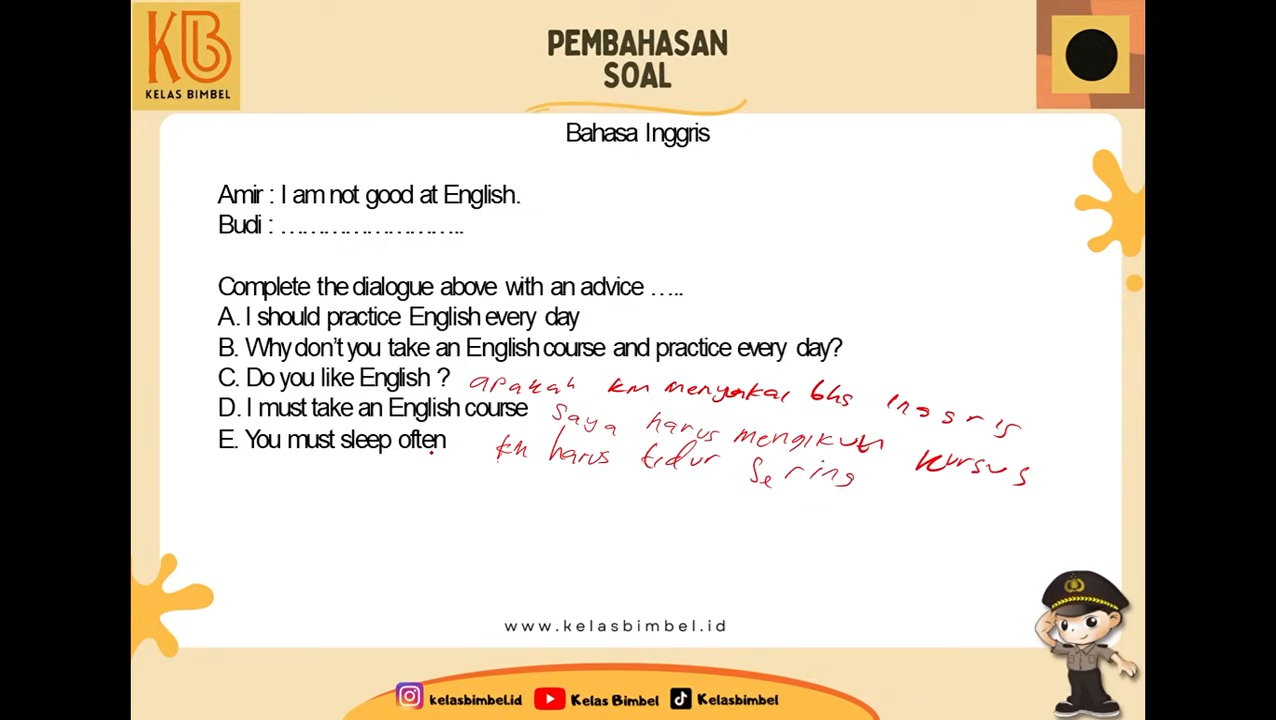 KB
KELAS BIMBEL
PEMBAHASAN
SOAL
Bahasa Inggris
Amir : I am not good at English.
Budi : ……………………..
Complete the dialogue above with an advice …..
A. I should practice English every day
B. Why don't you take an English course and practice every day?
C. Do you like English ? apakah km menyukai bhs Inggris
D. I must take an English course saya harus mengikuti kursus
E. You must sleep often km harus tidur sering
www.kelasbimbel.id
kelasbimbel.id Kelas Bimbel Kelasbimbel